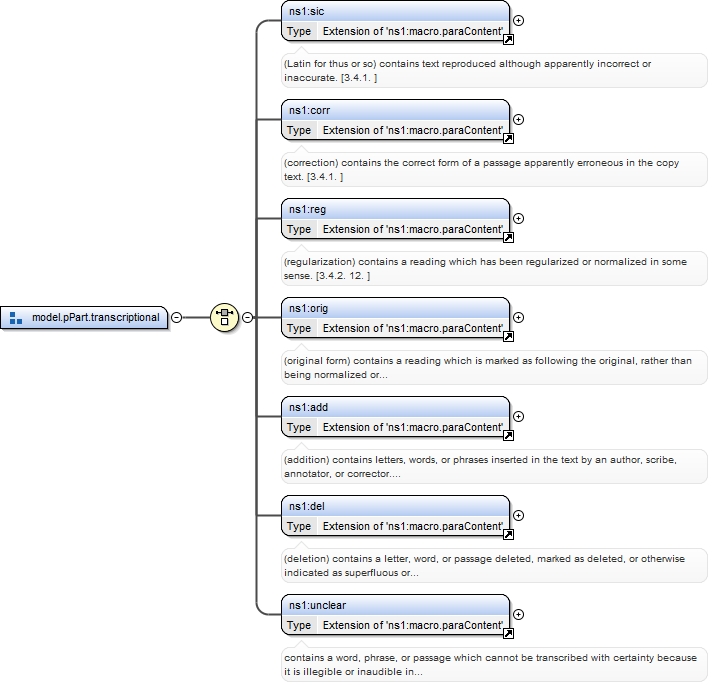 ns1:sic
Type Extension of 'ns1:macro.paraContent'
(Latin for thus or so) contains text reproduced although apparently incorrect or
inaccurate. [3.4.1. ]
ns1:corr
Type Extension of 'ns1:macro.paraContent'
(correction) contains the correct form of a passage apparently erroneous in the copy
text. [3.4.1. ]
ns1:reg
Type Extension of 'ns1:macro.paraContent'
(regularization) contains a reading which has been regularized or normalized in some
sense. [3.4.2. 12. ]
model.pPart.transcriptional
ns1:orig
Type Extension of 'ns1:macro.paraContent'
(original form) contains a reading which is marked as following the original, rather than
being normalized or...
ns1:add
Type Extension of 'ns1:macro.paraContent'
(addition) contains letters, words, or phrases inserted in the text by an author, scribe,
annotator, or corrector....
ns1:del
Type Extension of 'ns1:macro.paraContent'
(deletion) contains a letter, word, or passage deleted, marked as deleted, or otherwise
indicated as superfluous or...
ns1:unclear
Type Extension of 'ns1:macro.paraContent'
contains a word, phrase, or passage which cannot be transcribed with certainty because
it is illegible or inaudible in...